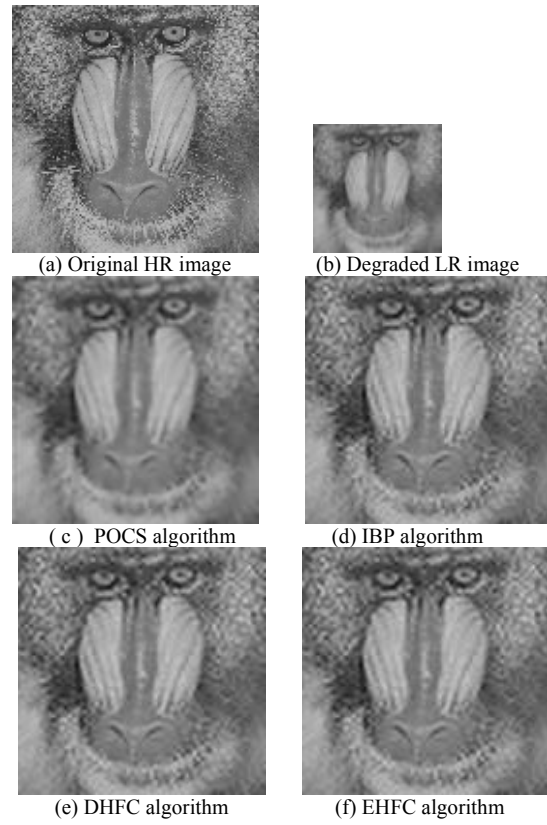 (a) Original HR image
(b) Degraded LR image
( c ) POCS algorithm
(d) IBP algorithm
(e) DHFC algorithm
(f) EHFC algorithm